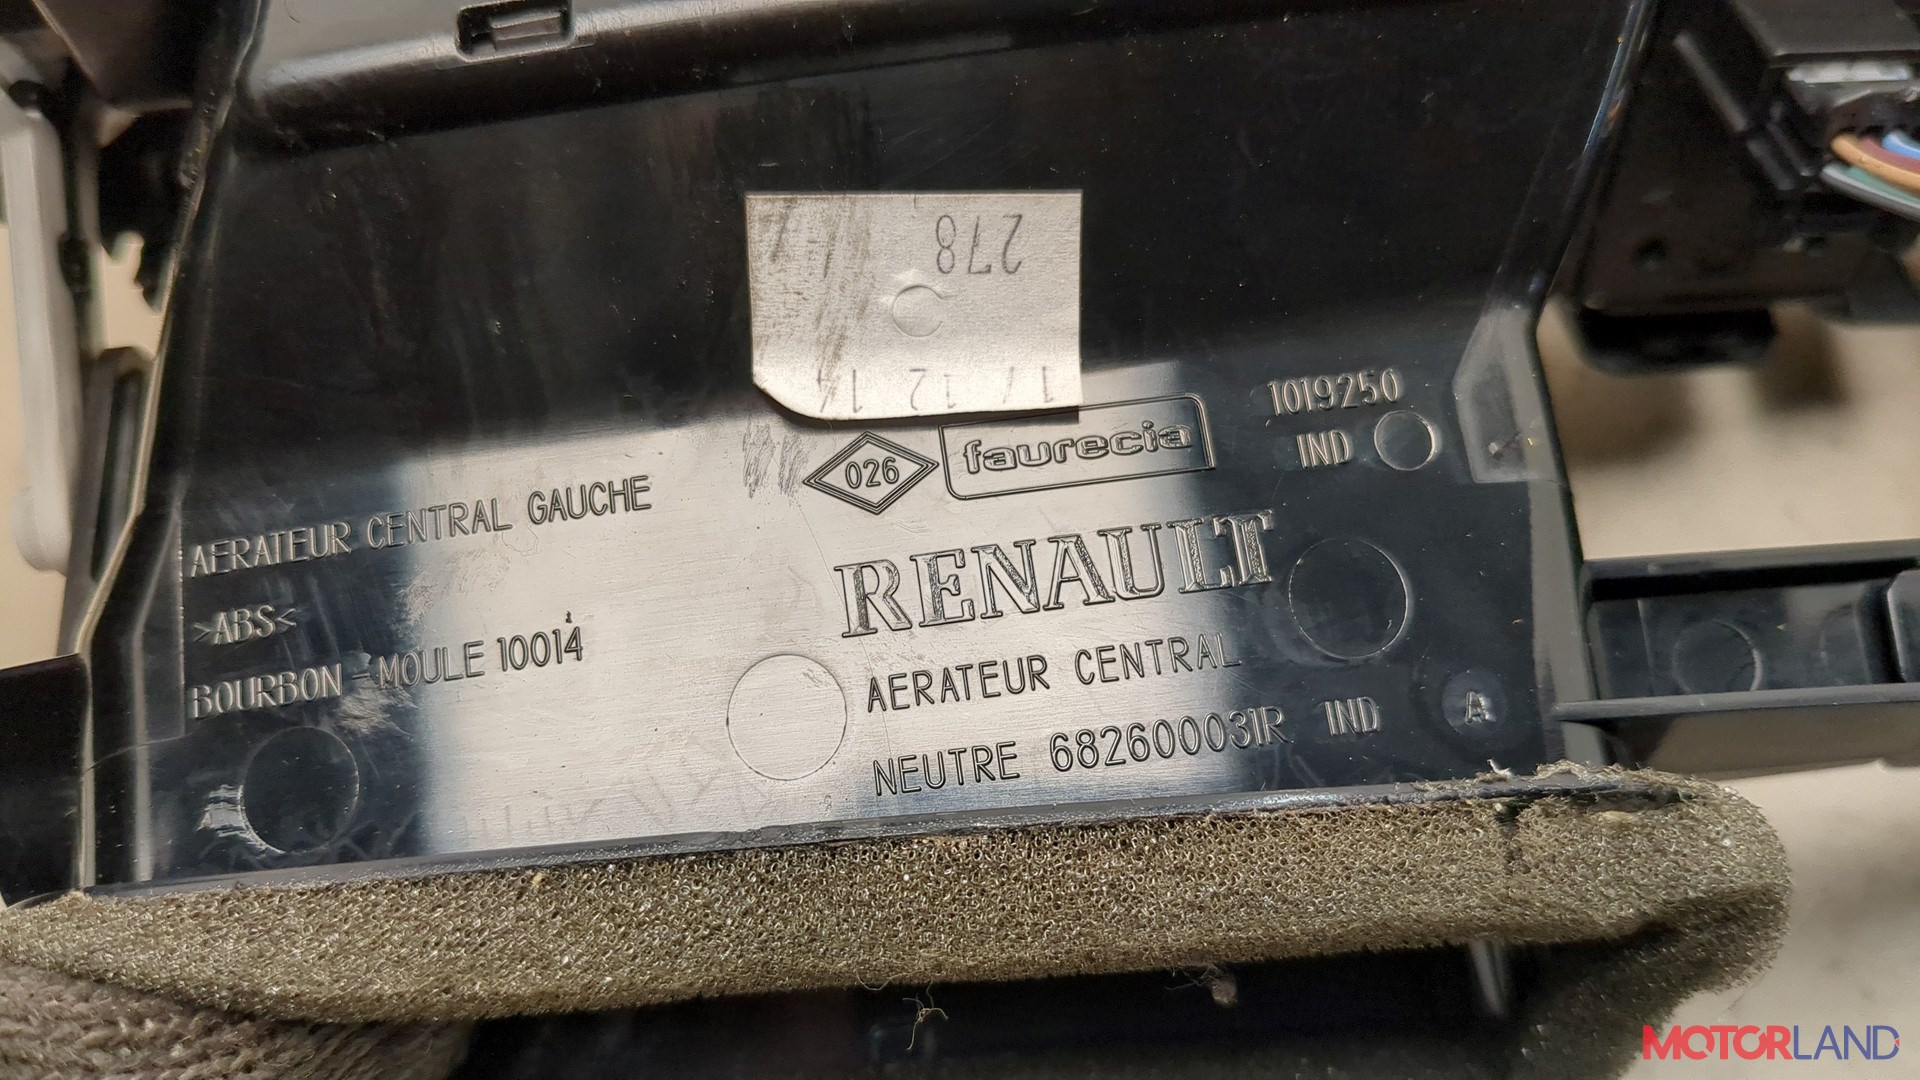 278
17 12 14
026
faurecia
1019250
IND
AERATEUR CENTRAL GAUCHE
>ABS<
BOURBON - MOULE 10014
RENAULT
AERATEUR CENTRAL
NEUTRE 682600031R IND A
MOTORLAND